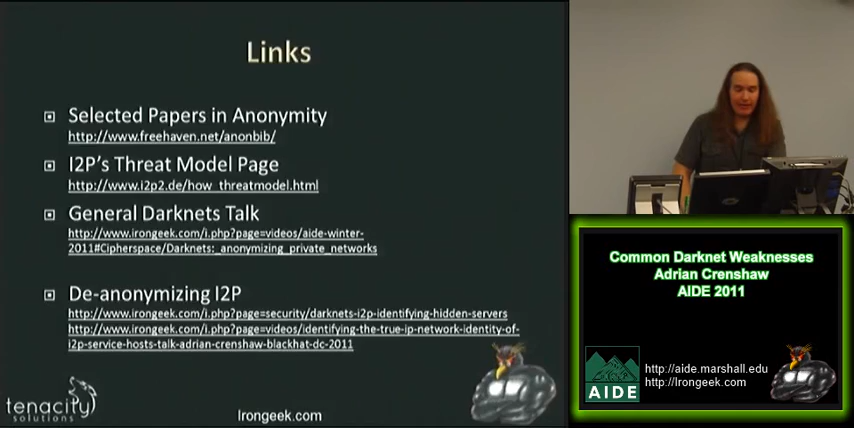 Links
Selected Papers in Anonymity
http://www.freehaven.net/anonbib/
I2P's Threat Model Page
http://www.i2p2.de/how_threatmodel.html
General Darknets Talk
http://www.irongeek.com/i.php?page=videos/aide-winter-
2011#Cipherspace/Darknets:_anonymizing_private_networks
De-anonymizing I2P
http://www.irongeek.com/i.php?page=security/darknets-i2p-identifying-hidden-servers
http://www.irongeek.com/i.php?page=videos/identifying-the-true-ip-network-identity-of-
i2p-service-hosts-talk-adrian-crenshaw-blackhat-dc-2011
tenacity
solutions
Irongeek.com
Common Darknet Weaknesses
Adrian Crenshaw
AIDE 2011
AIDE
http://aide.marshall.edu
http://Irongeek.com